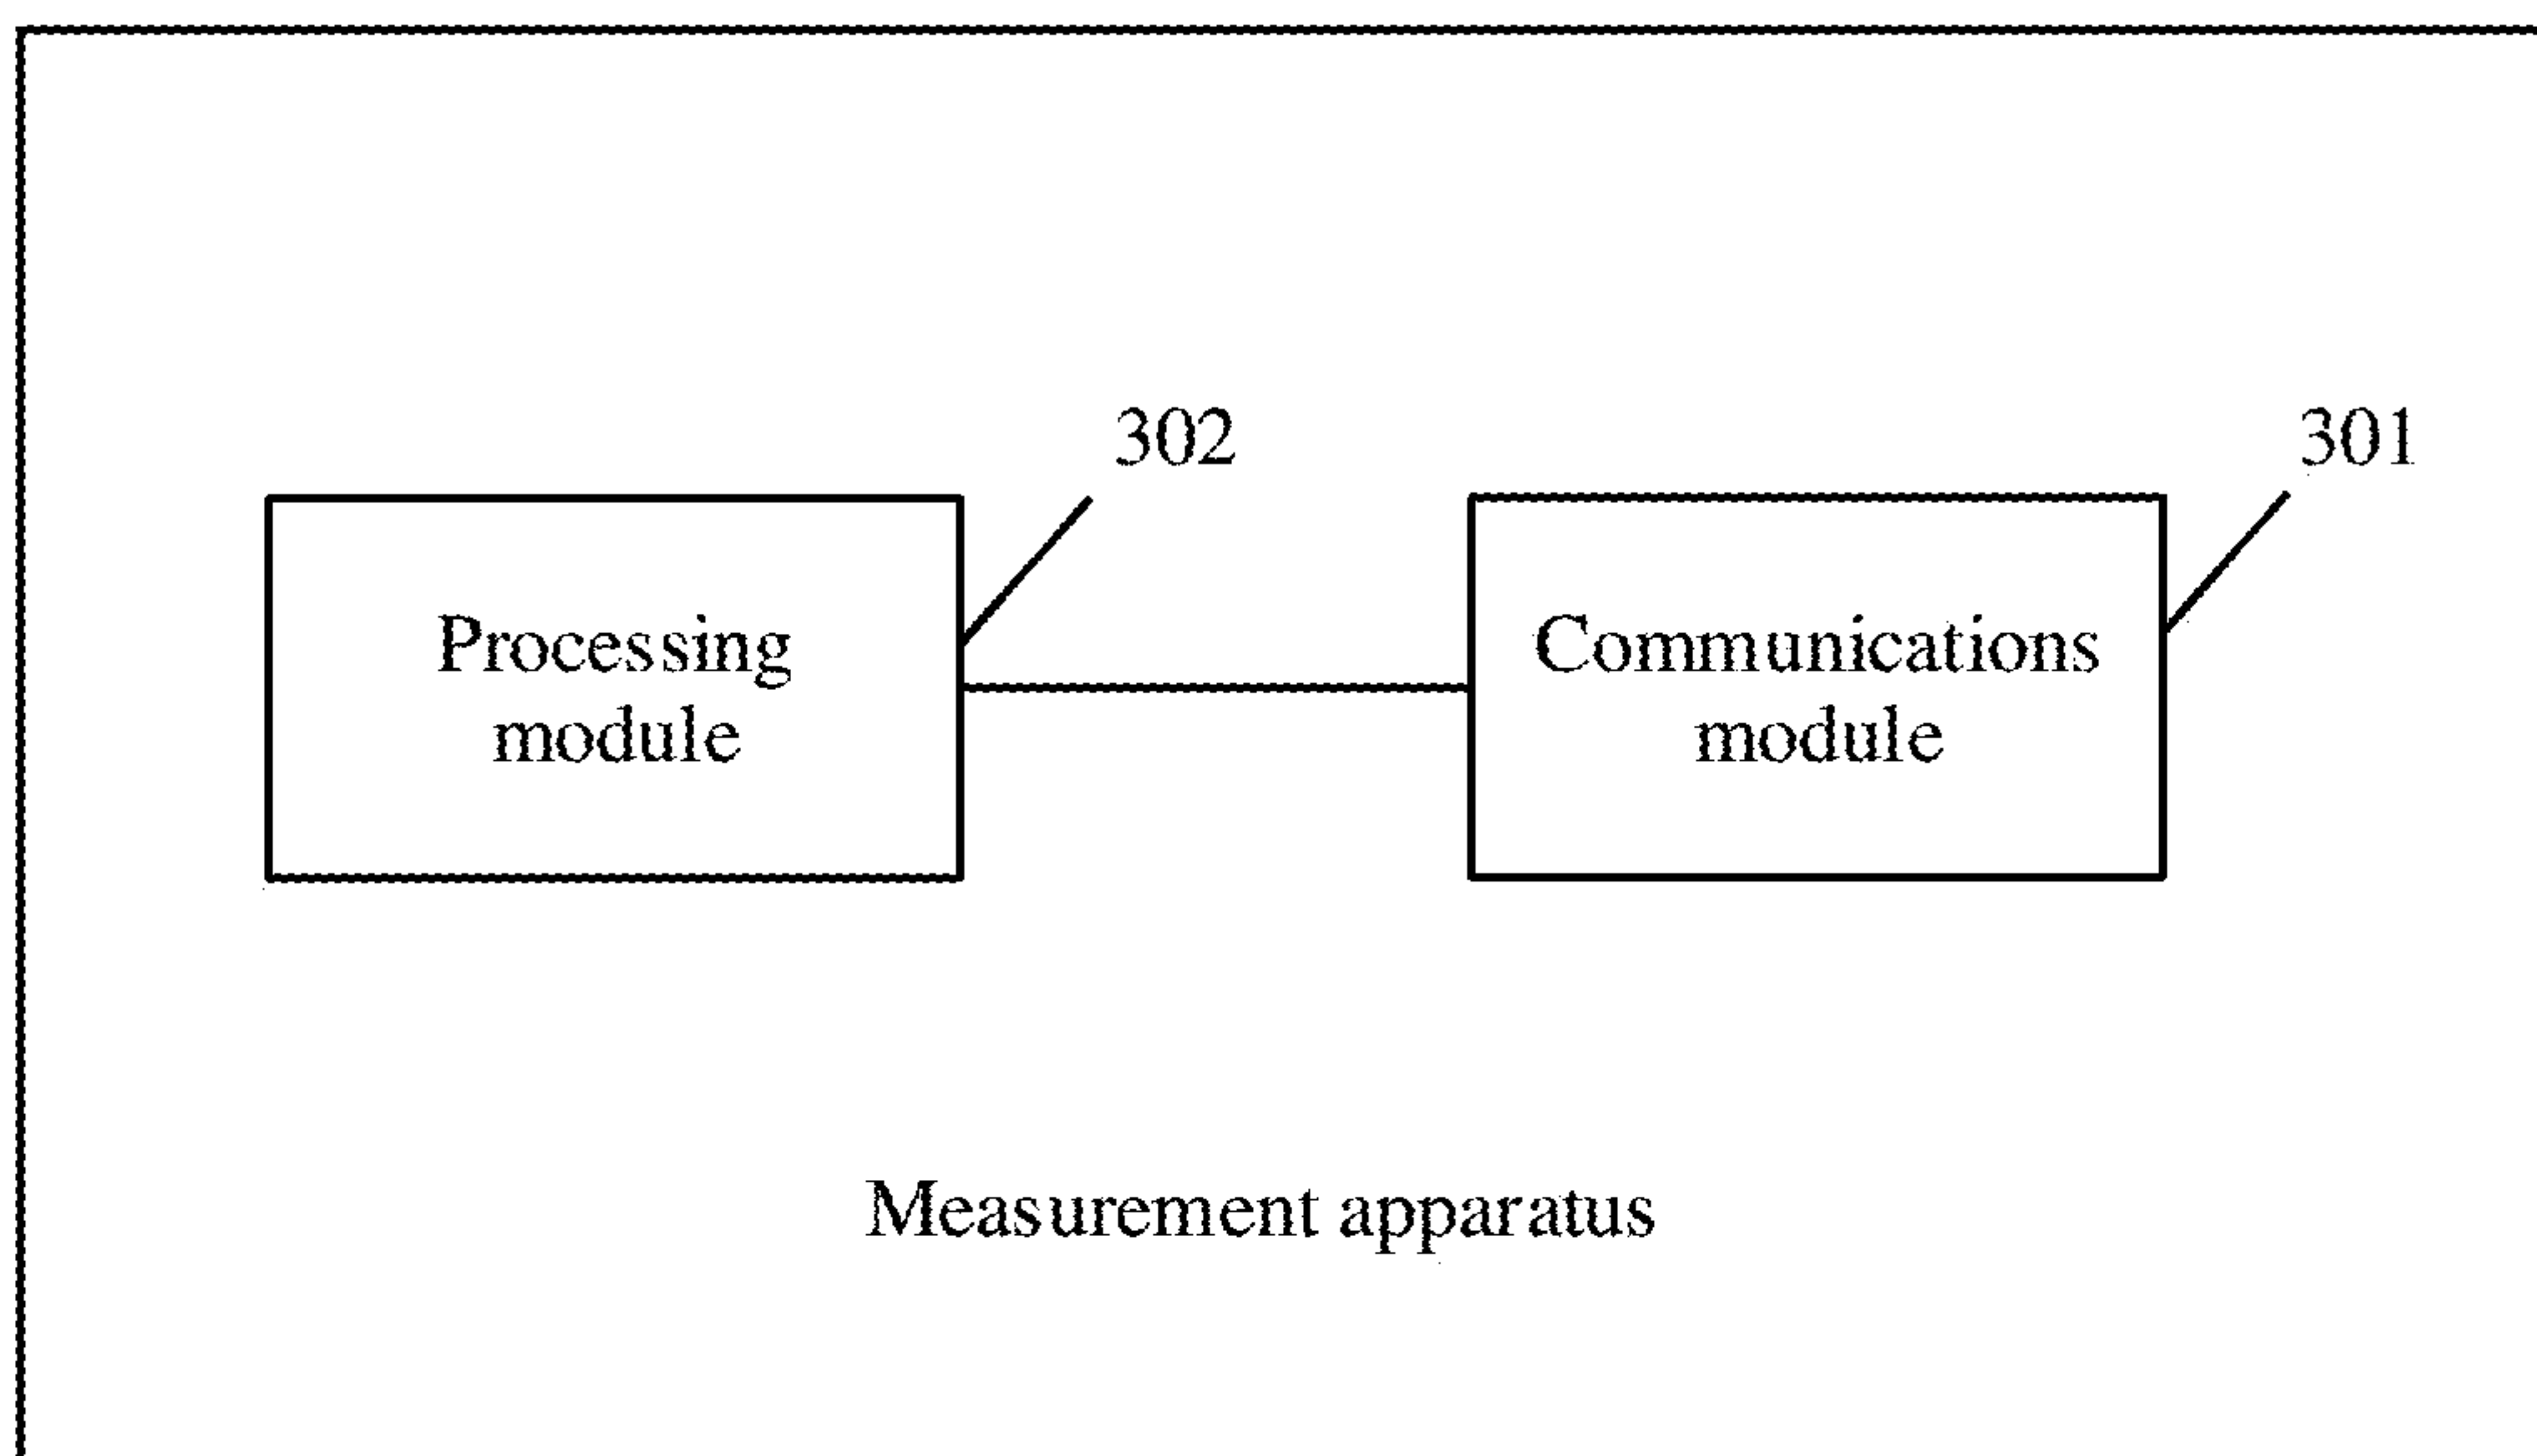 302
301
Processing
module
Communications
module
Measurement apparatus